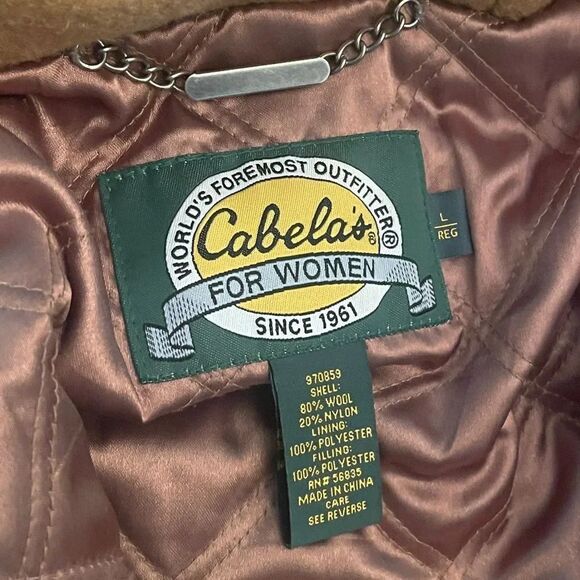 WORLD'S FOREMOST OUTFITTER®
Cabela's®
FOR WOMEN
SINCE 1961
L
REG
970859
SHELL:
80% WOOL
20% NYLON
LINING:
100% POLYESTER
FILLING:
100% POLYESTER
RN# 56835
MADE IN CHINA
CARE
SEE REVERSE